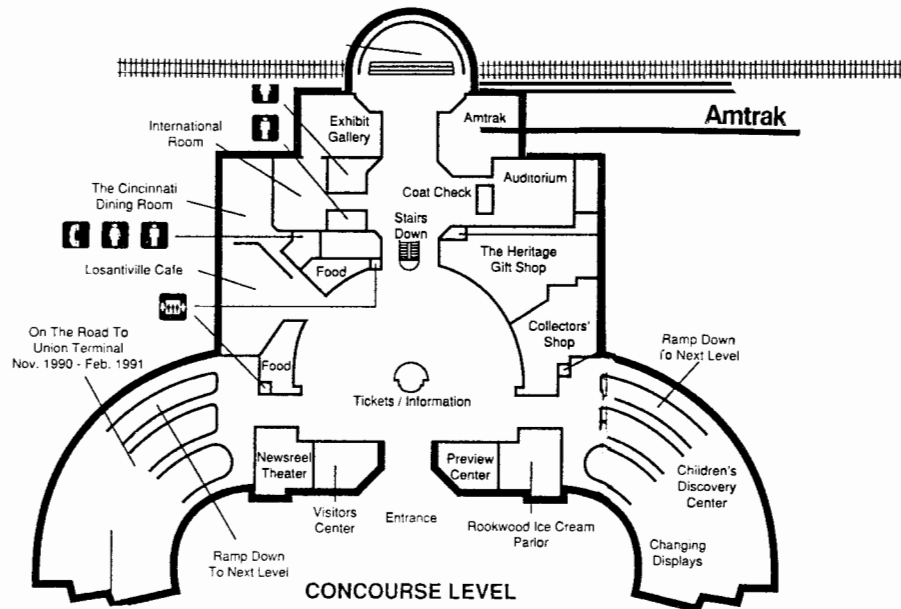 Exhibit
Gallery
Amtrak
Amtrak
International
Room
The Cincinnati
Dining Room
Coat Check
Auditorium
Stairs
Down
Losantiville Cafe
Food
The Heritage
Gift Shop
On The Road To
Union Terminal
Nov. 1990 - Feb. 1991
Food
Collectors'
Shop
Ramp Down
To Next Level
Tickets / Information
Newsreel
Theater
Preview
Center
Children's
Discovery
Center
Visitors
Center
Entrance
Rookwood Ice Cream
Parlor
Ramp Down
To Next Level
Changing
Displays
CONCOURSE LEVEL